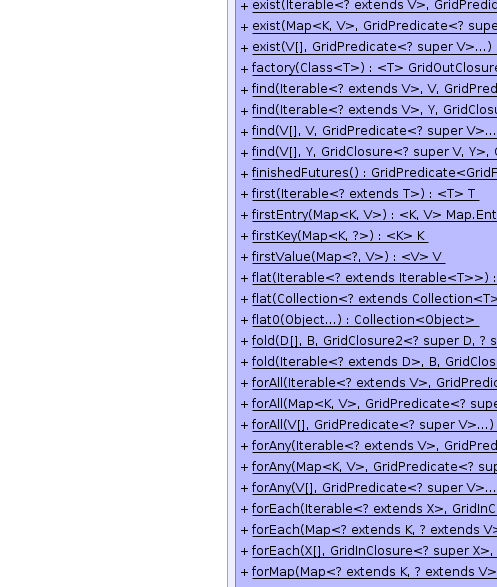 + exist(Iterable<? extends V>, GridPredic
+ exist(Map<K, V>, GridPredicate<? supe
+ exist(V[], GridPredicate<? super V>...)
+ factory(Class<T>) : <T> GridOutClosure
+ find(Iterable<? extends V>, V, GridPred
+ find(Iterable<? extends V>, Y, GridClosu
+ find(V[], V, GridPredicate<? super V>...
+ find(V[], Y, GridClosure<? super V, Y>, G
+ finishedFutures() : GridPredicate<GridF
+ first(Iterable<? extends T>) : <T> T
+ firstEntry(Map<K, V>) : <K, V> Map.Ent
+ firstKey(Map<K, ?>) : <K> K
+ firstValue(Map<?, V>) : <V> V
+ flat(Iterable<? extends Iterable<T>>) :
+ flat(Collection<? extends Collection<T>
+ flat0(Object...) : Collection<Object>
+ fold(D[], B, GridClosure2<? super D, ? s
+ fold(Iterable<? extends D>, B, GridClos
+ forAll(Iterable<? extends V>, GridPredic
+ forAll(Map<K, V>, GridPredicate<? supe
+ forAll(V[], GridPredicate<? super V>...)
+ forAny(Iterable<? extends V>, GridPred
+ forAny(Map<K, V>, GridPredicate<? sup
+ forAny(V[], GridPredicate<? super V>...
+ forEach(Iterable<? extends X>, GridInC
+ forEach(Map<? extends K, ? extends V>
+ forEach(X[], GridInClosure<? super X>,
+ forMap(Map<? extends K, ? extends V>